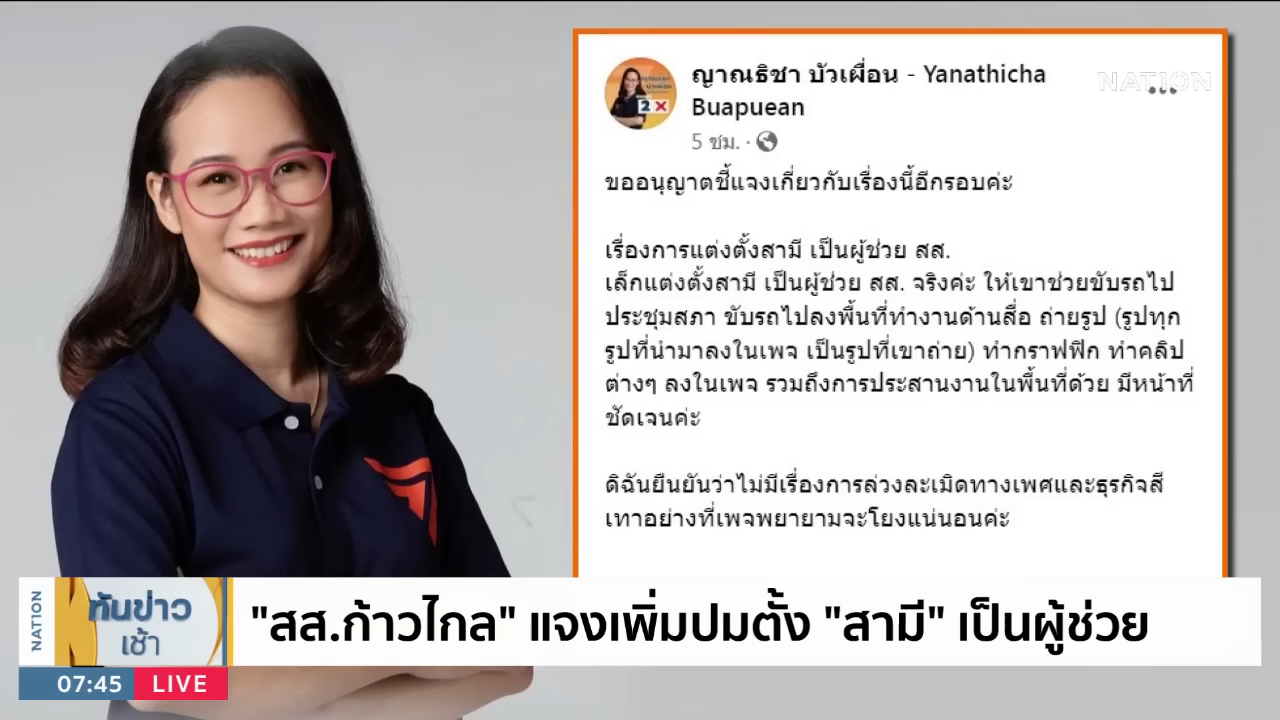 ญาณธิชา บัวเผื่อน - Yanathicha
Buapuean
5 ชม. ·
NATION
2 X
ขออนุญาตชี้แจงเกี่ยวกับเรื่องนี้อีกรอบค่ะ
เรื่องการแต่งตั้งสามี เป็นผู้ช่วย สส.
เล็กแต่งตั้งสามี เป็นผู้ช่วย สส. จริงค่ะ ให้เขาช่วยขับรถไป
ประชุมสภา ขับรถไปลงพื้นที่ทำงานด้านสื่อ ถ่ายรูป (รูปทุก
รูปที่นำมาลงในเพจ เป็นรูปที่เขาถ่าย) ทำกราฟฟิก ทำคลิป
ต่างๆ ลงในเพจ รวมถึงการประสานงานในพื้นที่ด้วย มีหน้าที่
ชัดเจนค่ะ
ดิฉันยืนยันว่าไม่มีเรื่องการล่วงละเมิดทางเพศและธุรกิจสี
เทาอย่างที่เพจพยายามจะโยงแน่นอนค่ะ
NATION
ทันข่าว
เช้า
"สส.ก้าวไกล" แจงเพิ่มปมตั้ง "สามี" เป็นผู้ช่วย
07:45 LIVE